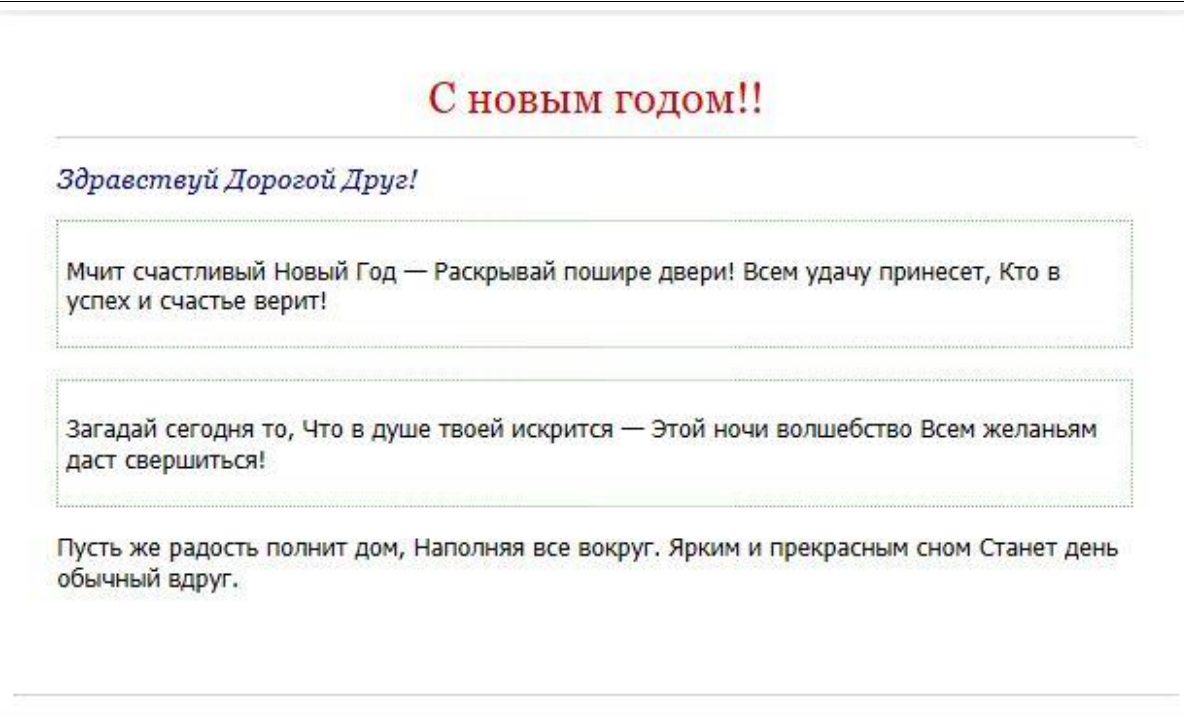 С новым годом!!
Здравствуй Дорогой Друг!
Мчит счастливый Новый Год — Раскрывай пошире двери! Всем удачу принесет, Кто в
успех и счастье верит!
Загадай сегодня то, Что в душе твоей искрится — Этой ночи волшебство Всем желаньям
даст свершиться!
Пусть же радость полнит дом, Наполняя все вокруг. Ярким и прекрасным сном Станет день
обычный вдруг.